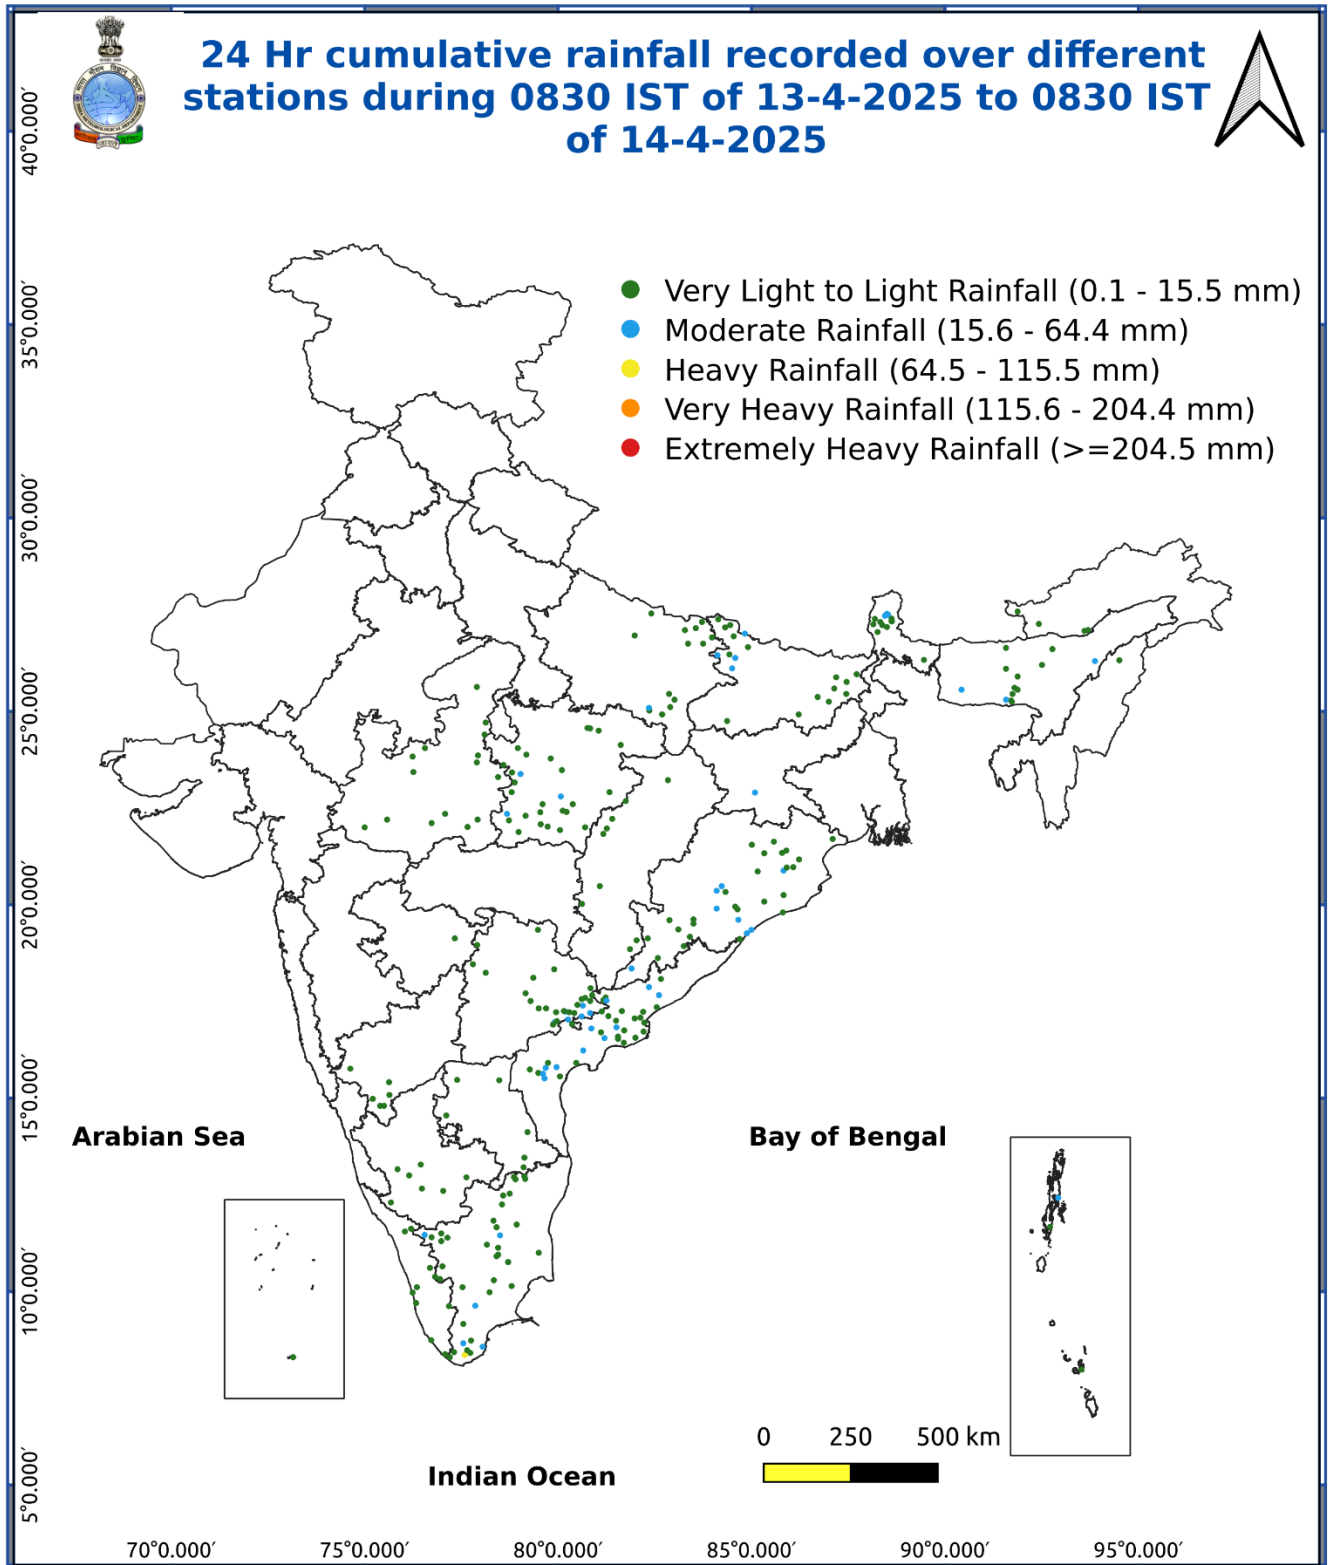 24 Hr cumulative rainfall recorded over different
stations during 0830 IST of 13-4-2025 to 0830 IST
of 14-4-2025
Very Light to Light Rainfall (0.1 - 15.5 mm)
Moderate Rainfall (15.6 - 64.4 mm)
Heavy Rainfall (64.5 - 115.5 mm)
Very Heavy Rainfall (115.6 - 204.4 mm)
Extremely Heavy Rainfall (>=204.5 mm)
40°0.000′
35°0.000′
30°0.000′
25°0.000′
20°0.000′
15°0.000′
10°0.000′
5°0.000′
Arabian Sea
Bay of Bengal
Indian Ocean
0 250 500 km
70°0.000′ 75°0.000′ 80°0.000′ 85°0.000′ 90°0.000′ 95°0.000′